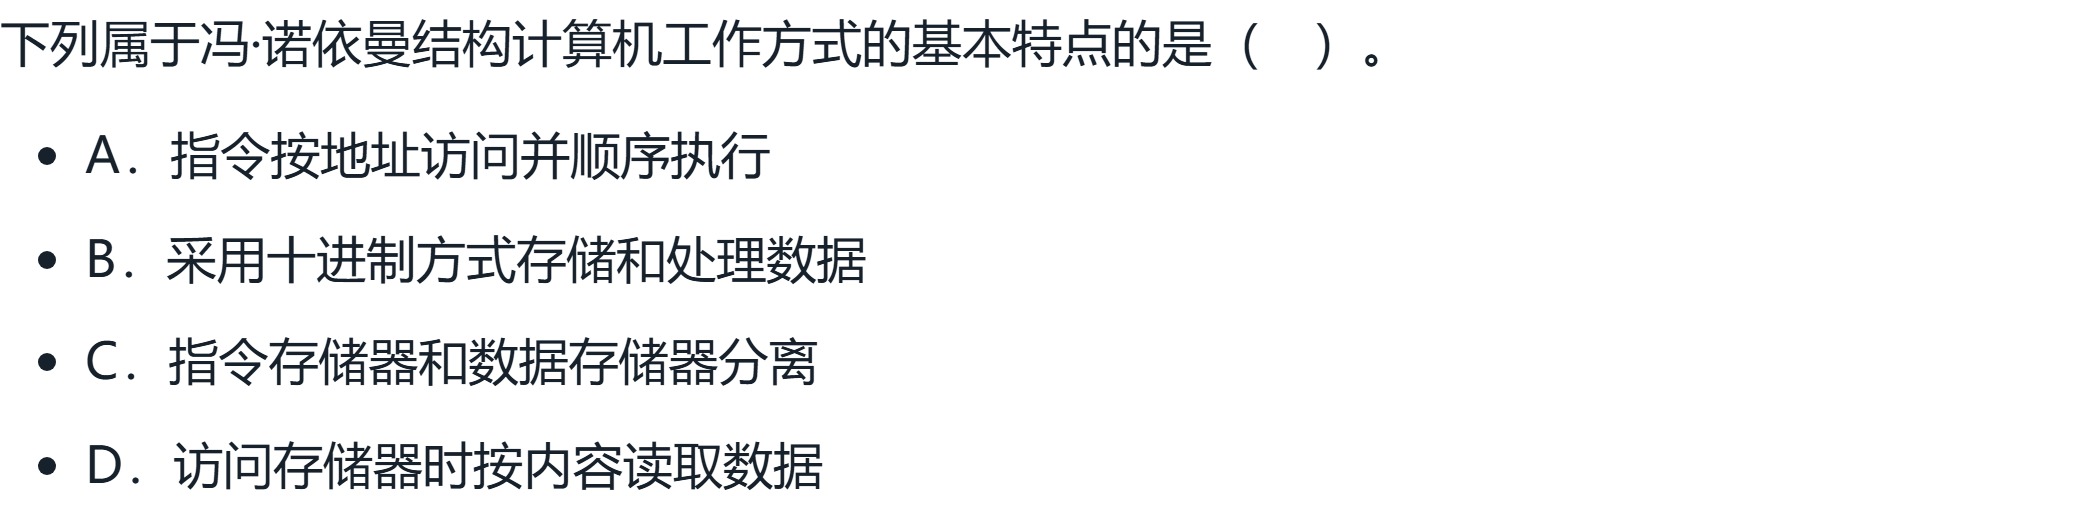 下列属于冯·诺依曼结构计算机工作方式的基本特点的是（　）。
• A．指令按地址访问并顺序执行
• B．采用十进制方式存储和处理数据
• C．指令存储器和数据存储器分离
• D．访问存储器时按内容读取数据